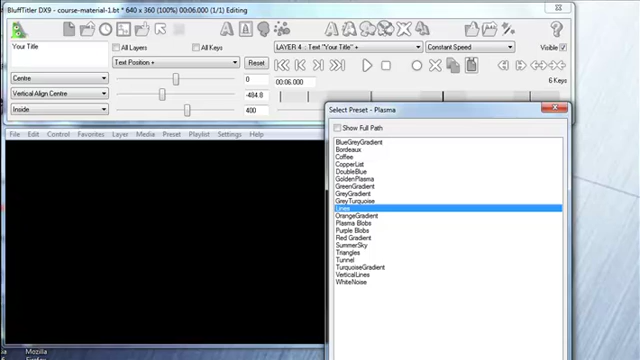 BluffTitler DX9 - course-material-1.bt * 640 x 360 (100%) 00:06.000 Editing
Your Title
All Layers
All Keys
LAYER 4 : Text "Your Title" +
Constant Speed
Visible
Text Position +
Reset
Centre
0
00:06.000
6 Keys
Vertical Align Centre
-484.8
Inside
400
Select Preset - Plasma
Show Full Path
File Edit Control Favorites Layer Media Preset Playlist Settings Help
BlueGreyGradient
Bordeaux
Coffee
CopperList
DoubleBlue
GoldenPlasma
GreenGradient
GreyGradient
GreyTurquoise
Lines
OrangeGradient
Plasma Blobs
Purple Blobs
Red Gradient
SummerSky
Triangles
Tunnel
TurquoiseGradient
VerticalLines
WhiteNoise
Mozilla
Firefox